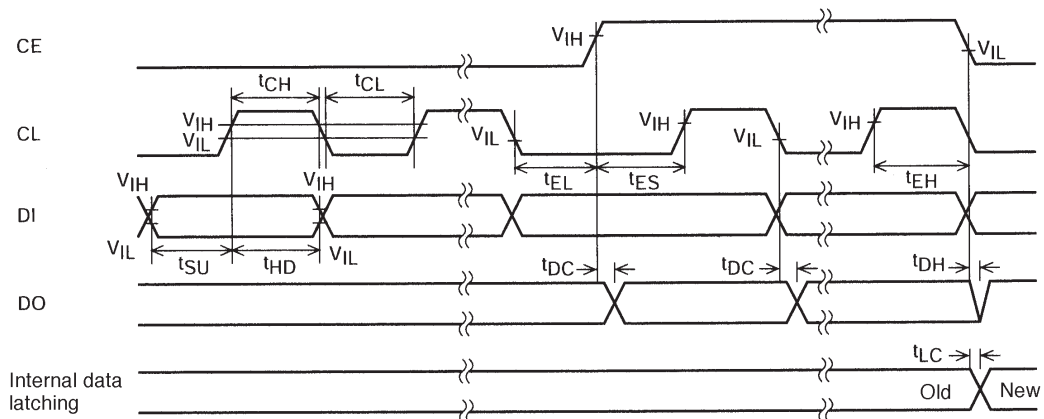 CE
V_IH
V_IL
t_CH
t_CL
CL
V_IH
V_IL
V_IL
V_IH
V_IL
V_IH
t_EL
t_ES
t_EH
DI
V_IH
V_IH
V_IL
V_IL
t_SU
t_HD
DO
t_DC
t_DC
t_DH
Internal data
latching
t_LC
Old
New